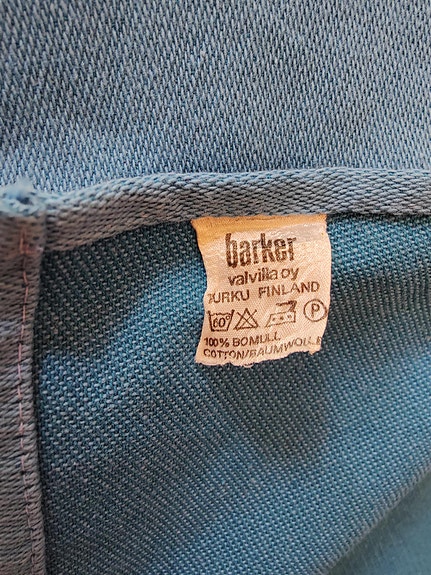 barker
valvilla oy
TURKU FINLAND
60° P
100% BOMULL
COTTON/BAUMWOLLE